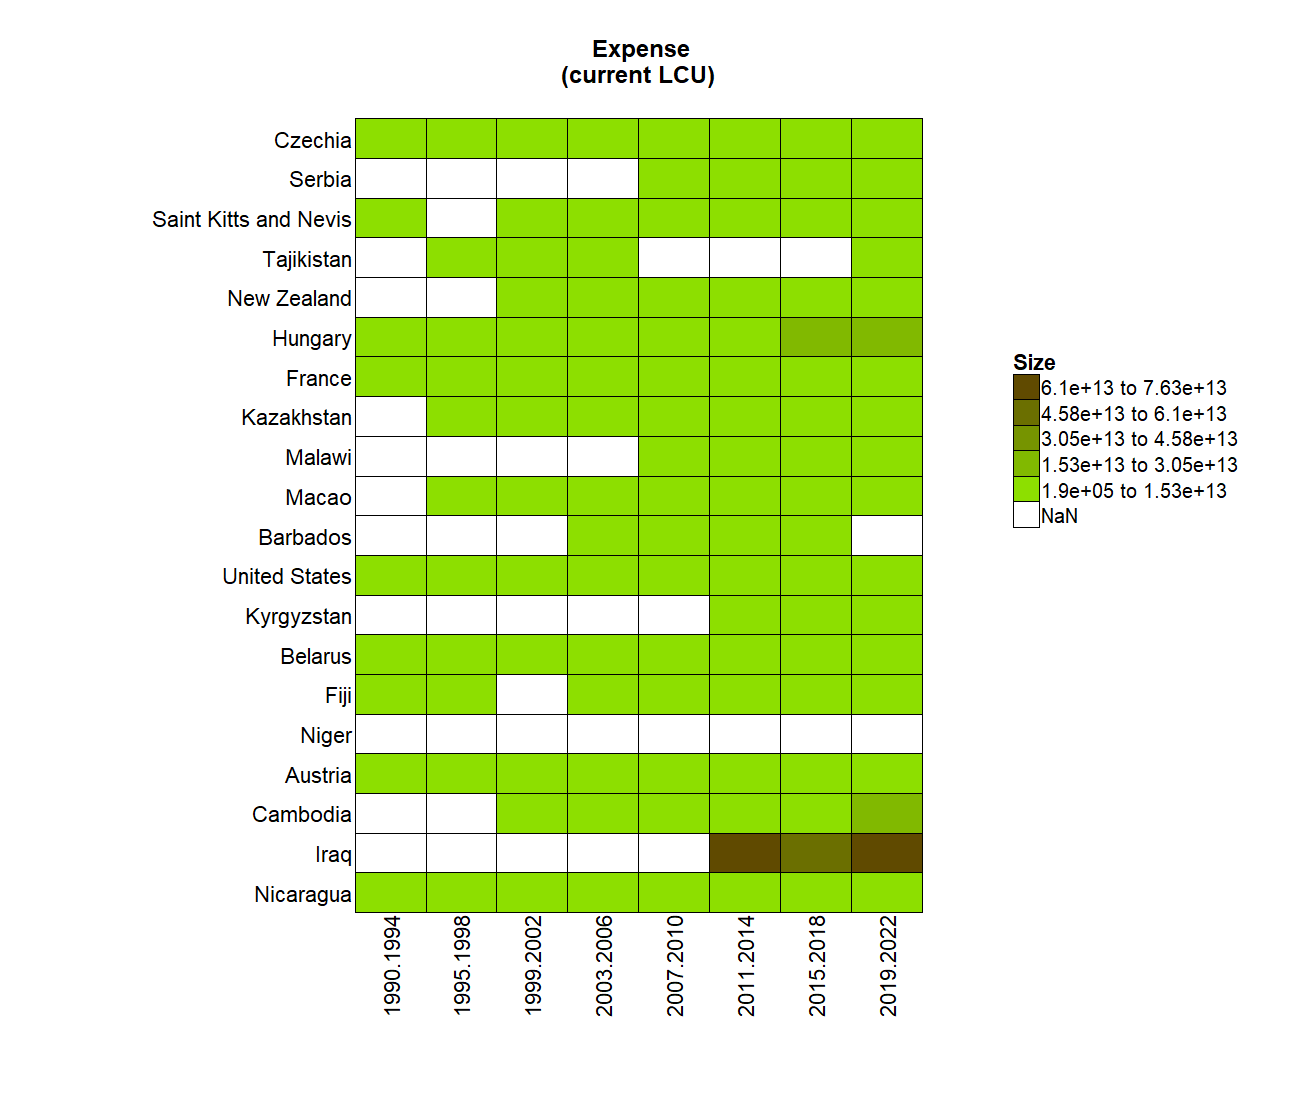 Expense
(current LCU)
Czechia
Serbia
Saint Kitts and Nevis
Tajikistan
New Zealand
Hungary
France
Kazakhstan
Malawi
Macao
Barbados
United States
Kyrgyzstan
Belarus
Fiji
Niger
Austria
Cambodia
Iraq
Nicaragua
1990.1994
1995.1998
1999.2002
2003.2006
2007.2010
2011.2014
2015.2018
2019.2022
Size
6.1e+13 to 7.63e+13
4.58e+13 to 6.1e+13
3.05e+13 to 4.58e+13
1.53e+13 to 3.05e+13
1.9e+05 to 1.53e+13
NaN